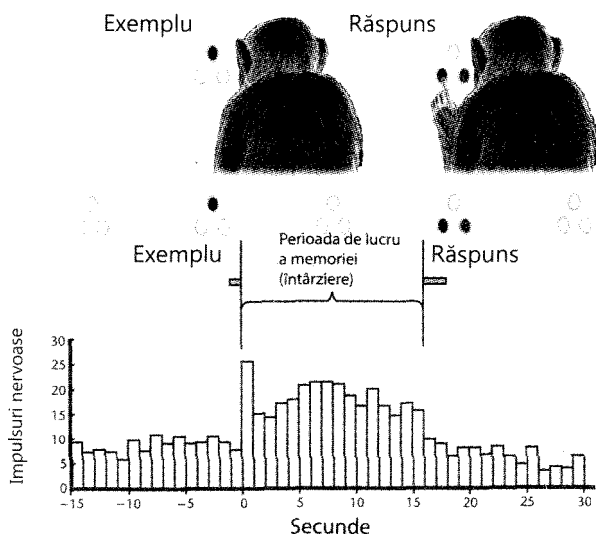 Exemplu
Răspuns
Exemplu
Perioada de lucru
a memoriei
(întârziere)
Răspuns
Impulsuri nervoase
30
25
20
15
10
5
0
−15
−10
−5
0
5
10
15
20
25
30
Secunde